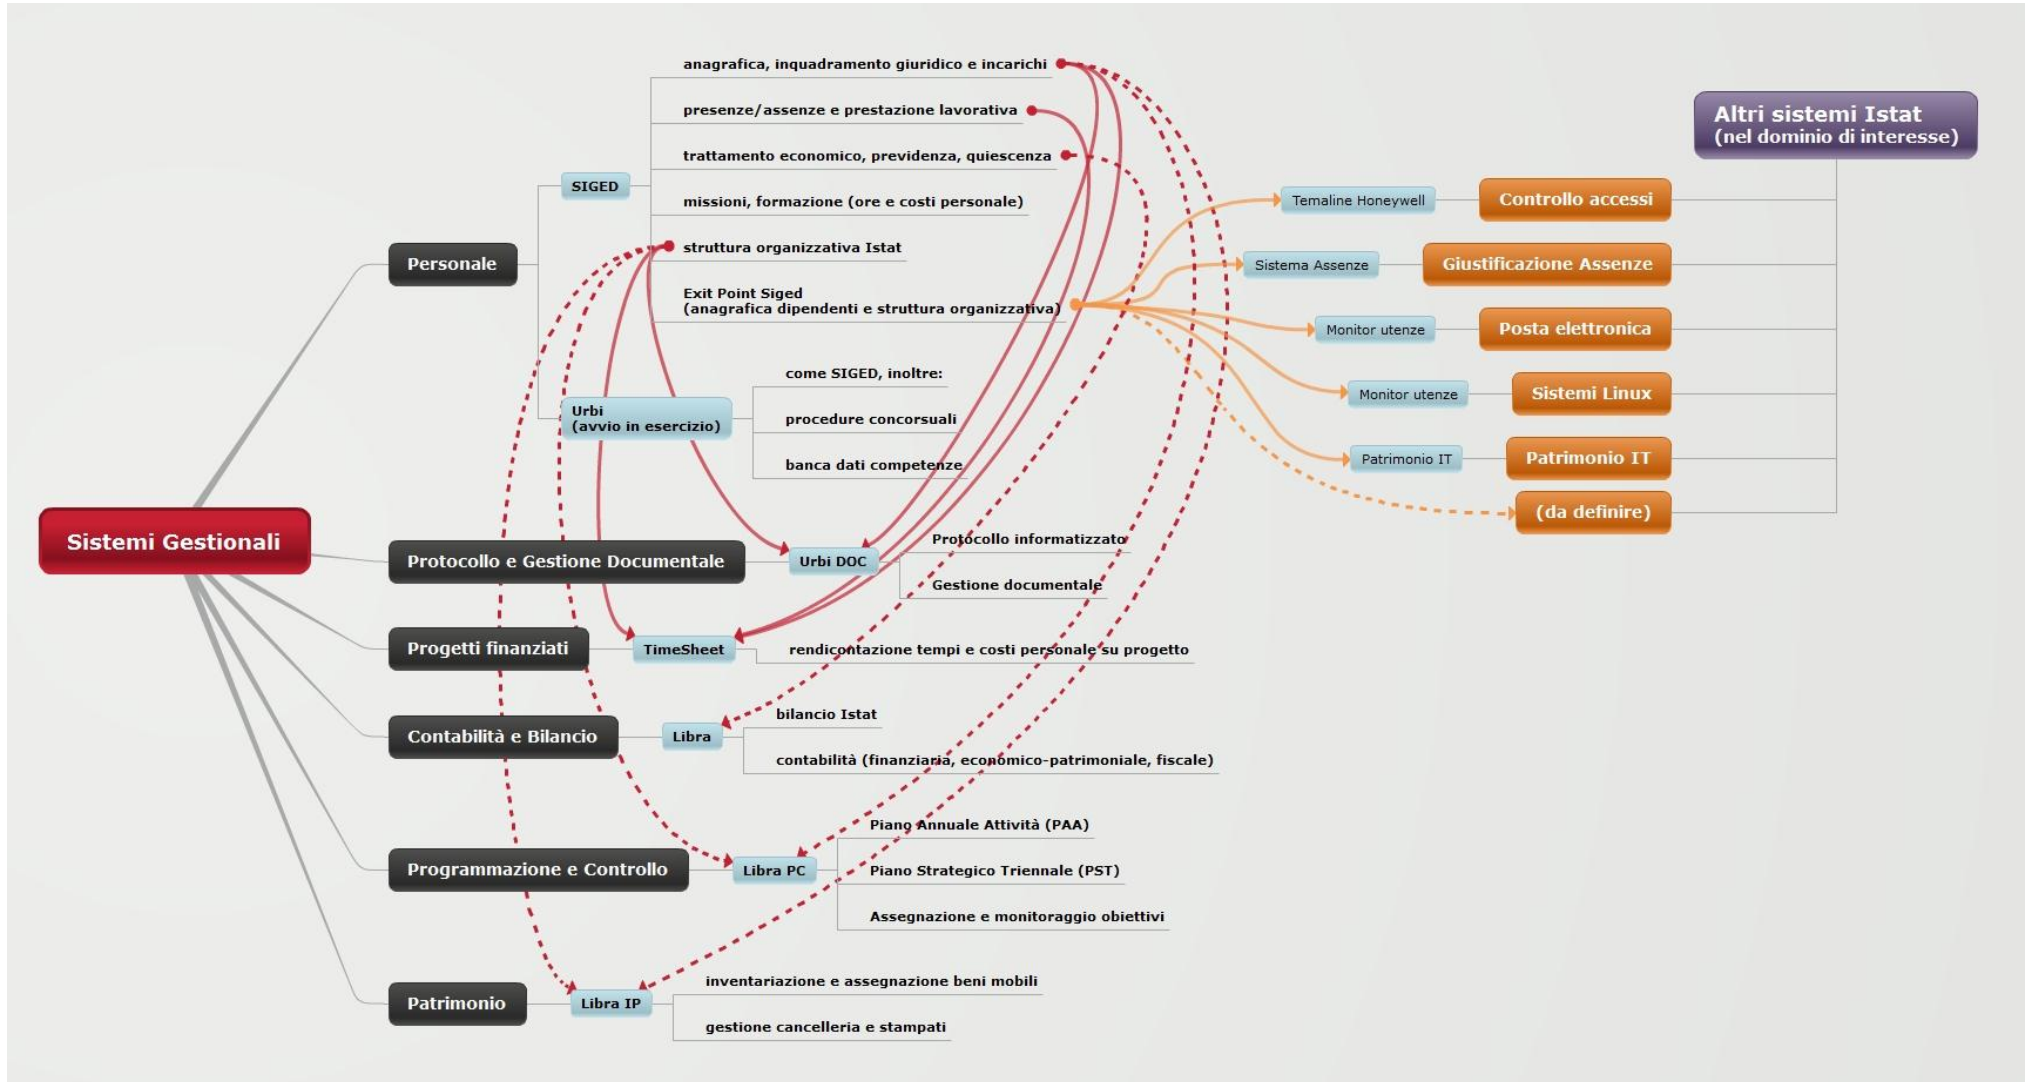 Sistemi Gestionali
Personale
SIGED
anagrafica, inquadramento giuridico e incarichi
presenze/assenze e prestazione lavorativa
trattamento economico, previdenza, quiescenza
missioni, formazione (ore e costi personale)
struttura organizzativa Istat
Exit Point Siged
(anagrafica dipendenti e struttura organizzativa)
Urbi
(avvio in esercizio)
come SIGED, inoltre:
procedure concorsuali
banca dati competenze
Protocollo e Gestione Documentale
Urbi DOC
Protocollo informatizzato
Gestione documentale
Progetti finanziati
TimeSheet
rendicontazione tempi e costi personale su progetto
Contabilità e Bilancio
Libra
bilancio Istat
contabilità (finanziaria, economico-patrimoniale, fiscale)
Programmazione e Controllo
Libra PC
Piano Annuale Attività (PAA)
Piano Strategico Triennale (PST)
Assegnazione e monitoraggio obiettivi
Patrimonio
Libra IP
inventariazione e assegnazione beni mobili
gestione cancelleria e stampati
Altri sistemi Istat
(nel dominio di interesse)
Temaline Honeywell
Controllo accessi
Sistema Assenze
Giustificazione Assenze
Monitor utenze
Posta elettronica
Monitor utenze
Sistemi Linux
Patrimonio IT
Patrimonio IT
(da definire)